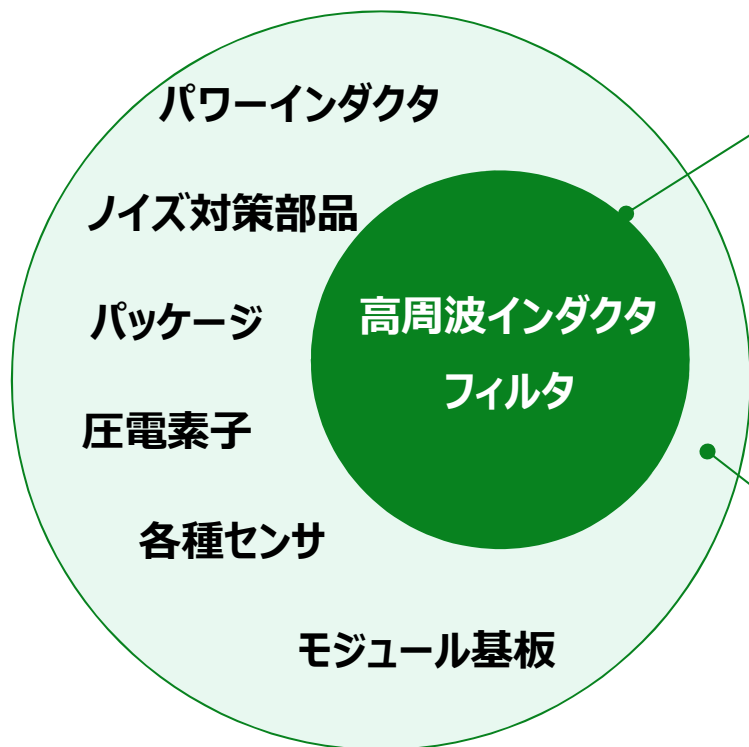 パワーインダクタ
ノイズ対策部品
パッケージ
高周波インダクタ
フィルタ
圧電素子
各種センサ
モジュール基板